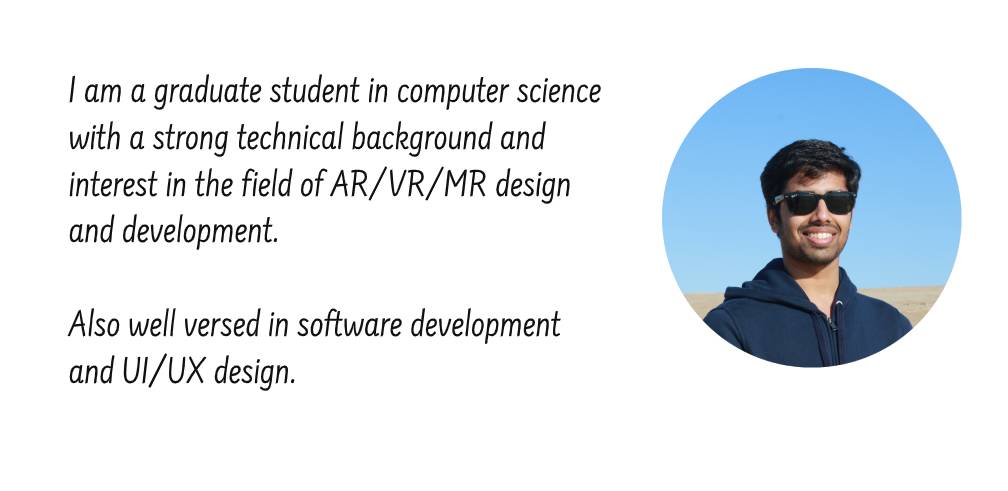 I am a graduate student in computer science
with a strong technical background and
interest in the field of AR/VR/MR design
and development.
Also well versed in software development
and UI/UX design.